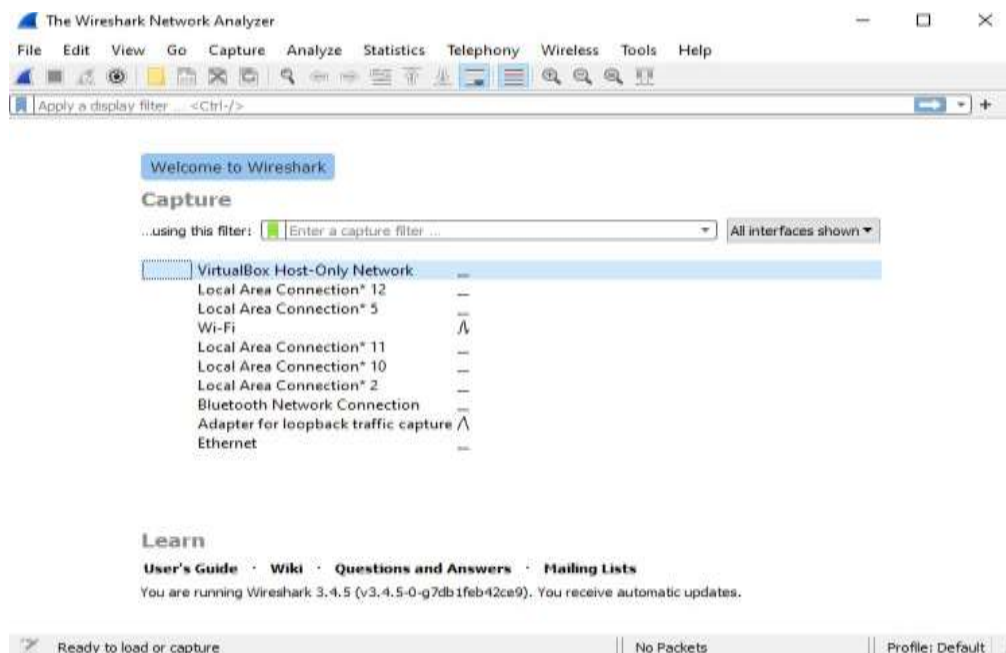 The Wireshark Network Analyzer
File Edit View Go Capture Analyze Statistics Telephony Wireless Tools Help
Apply a display filter ... <Ctrl-/>
Welcome to Wireshark
Capture
...using this filter: Enter a capture filter ... All interfaces shown
VirtualBox Host-Only Network
Local Area Connection* 12
Local Area Connection* 5
Wi-Fi
Local Area Connection* 11
Local Area Connection* 10
Local Area Connection* 2
Bluetooth Network Connection
Adapter for loopback traffic capture
Ethernet
Learn
User's Guide · Wiki · Questions and Answers · Mailing Lists
You are running Wireshark 3.4.5 (v3.4.5-0-g7db1feb42ce9). You receive automatic updates.
Ready to load or capture No Packets Profile: Default